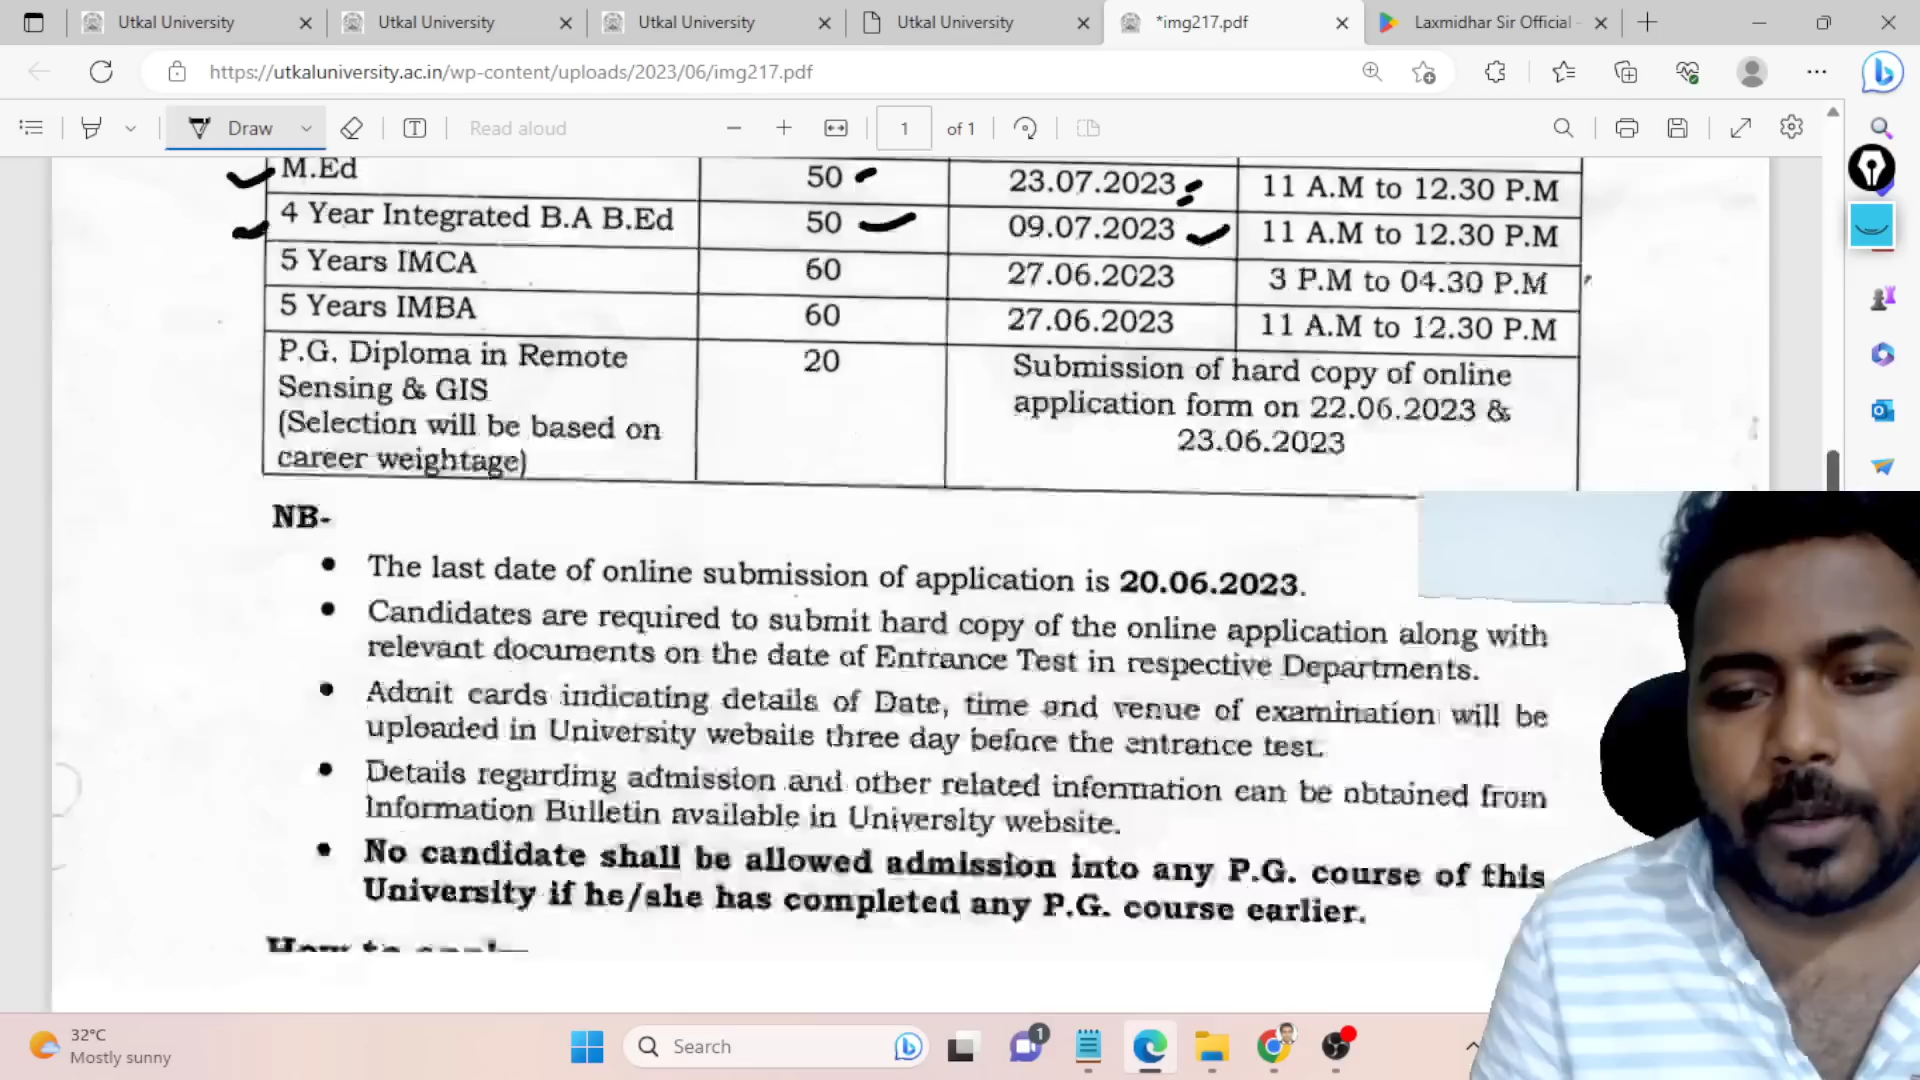 Utkal University
Utkal University
Utkal University
Utkal University
*img217.pdf
Laxmidhar Sir Official -
https://utkaluniversity.ac.in/wp-content/uploads/2023/06/img217.pdf
Draw
Read aloud
1
of 1
M.Ed 50 23.07.2023 11 A.M to 12.30 P.M
4 Year Integrated B.A B.Ed 50 09.07.2023 11 A.M to 12.30 P.M
5 Years IMCA 60 27.06.2023 3 P.M to 04.30 P.M
5 Years IMBA 60 27.06.2023 11 A.M to 12.30 P.M
P.G. Diploma in Remote
Sensing & GIS
(Selection will be based on
career weightage)
20
Submission of hard copy of online
application form on 22.06.2023 &
23.06.2023
NB-
• The last date of online submission of application is 20.06.2023.
• Candidates are required to submit hard copy of the online application along with
relevant documents on the date of Entrance Test in respective Departments.
• Admit cards indicating details of Date, time and venue of examination will be
uploaded in University website three day before the entrance test.
• Details regarding admission and other related information can be obtained from
Information Bulletin available in University website.
• No candidate shall be allowed admission into any P.G. course of this
University if he/she has completed any P.G. course earlier.
How to apply
32°C
Mostly sunny
Search
1